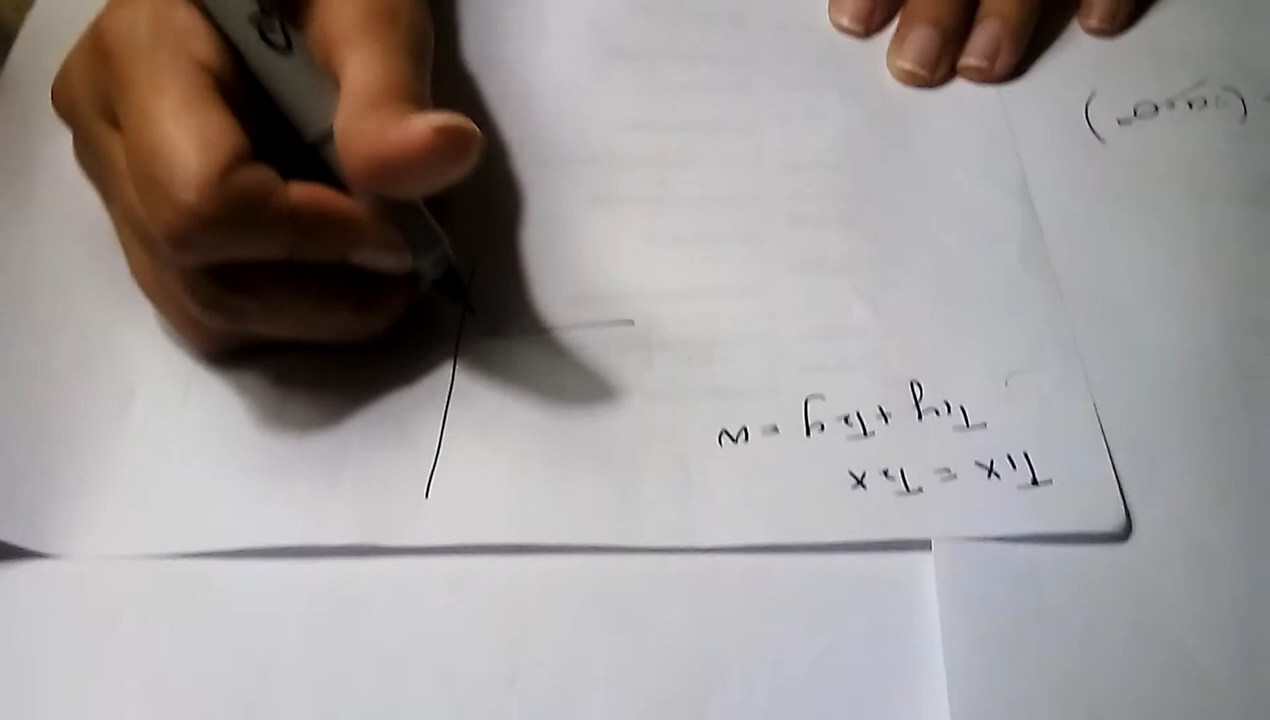 T1x = T2x
T1y + T2y = w